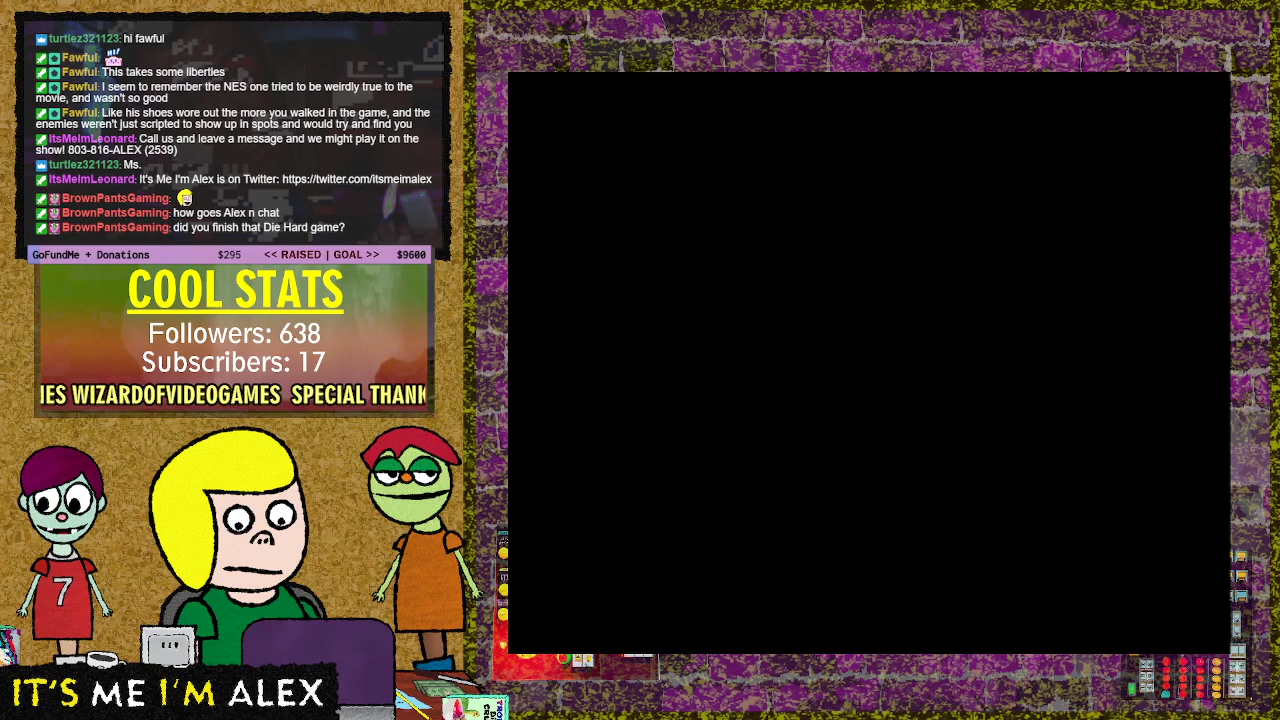 turtiez321123: hi fawful
Fawful: HI!
Fawful: This takes some liberties
Fawful: I seem to remember the NES one tried to be weirdly true to the
movie, and wasn't so good
Fawful: Like his shoes wore out the more you walked in the game, and the
enemies weren't just scripted to show up in spots and would try and find you
ItsMeImLeonard: Call us and leave a message and we might play it on the
show! 803-816-ALEX (2539)
turtiez321123: Ms.
ItsMeImLeonard: It's Me I'm Alex is on Twitter: https://twitter.com/itsmeimalex
BrownPantsGaming:
BrownPantsGaming: how goes Alex n chat
BrownPantsGaming: did you finish that Die Hard game?
GoFundMe + Donations $295 << RAISED | GOAL >> $9600
COOL STATS
Followers: 638
Subscribers: 17
IES WIZARDOFVIDEOGAMES SPECIAL THANK
7
IT'S ME I'M ALEX